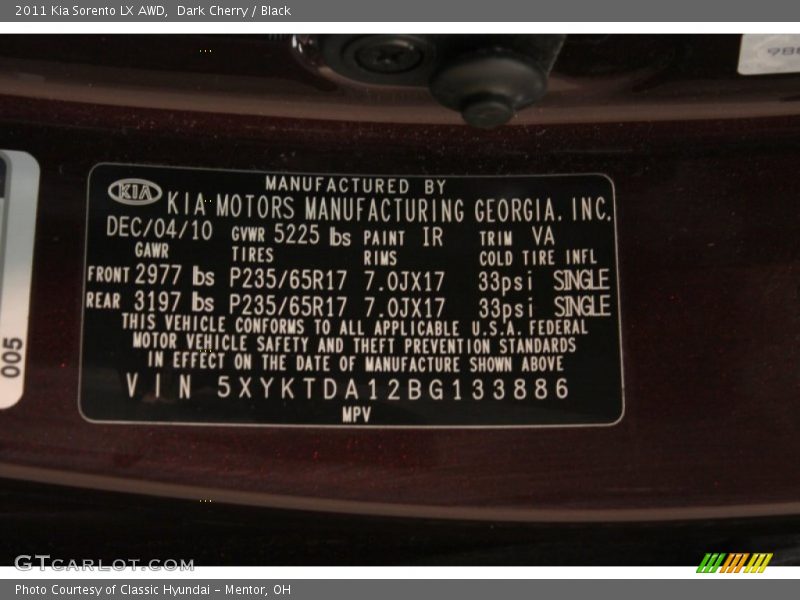 2011 Kia Sorento LX AWD, Dark Cherry / Black
005
KIA
MANUFACTURED BY
KIA MOTORS MANUFACTURING GEORGIA. INC.
DEC/04/10 GVWR 5225 lbs PAINT IR TRIM VA
GAWR TIRES RIMS COLD TIRE INFL
FRONT 2977 lbs P235/65R17 7.0JX17 33psi SINGLE
REAR 3197 lbs P235/65R17 7.0JX17 33psi SINGLE
THIS VEHICLE CONFORMS TO ALL APPLICABLE U.S.A. FEDERAL
MOTOR VEHICLE SAFETY AND THEFT PREVENTION STANDARDS
IN EFFECT ON THE DATE OF MANUFACTURE SHOWN ABOVE
VIN 5XYKTDA12BG133886
MPV
GTCARLOT.COM
Photo Courtesy of Classic Hyundai - Mentor, OH